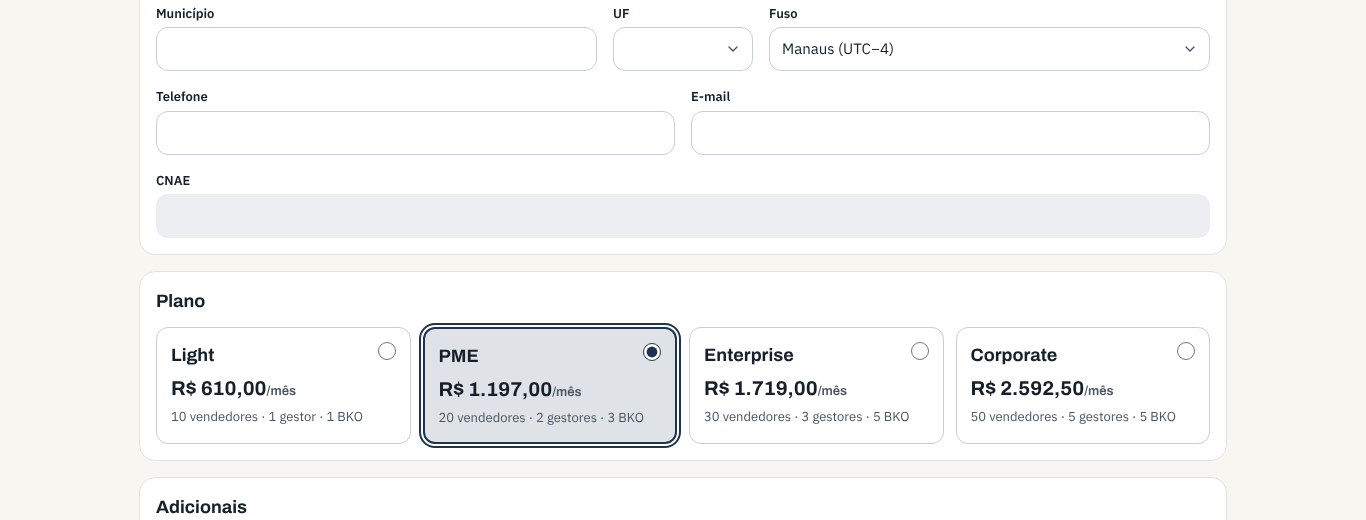 Município UF Fuso
Manaus (UTC−4)
Telefone E-mail
CNAE
Plano
Light PME Enterprise Corporate
R$ 610,00/mês R$ 1.197,00/mês R$ 1.719,00/mês R$ 2.592,50/mês
10 vendedores · 1 gestor · 1 BKO 20 vendedores · 2 gestores · 3 BKO 30 vendedores · 3 gestores · 5 BKO 50 vendedores · 5 gestores · 5 BKO
Adicionais